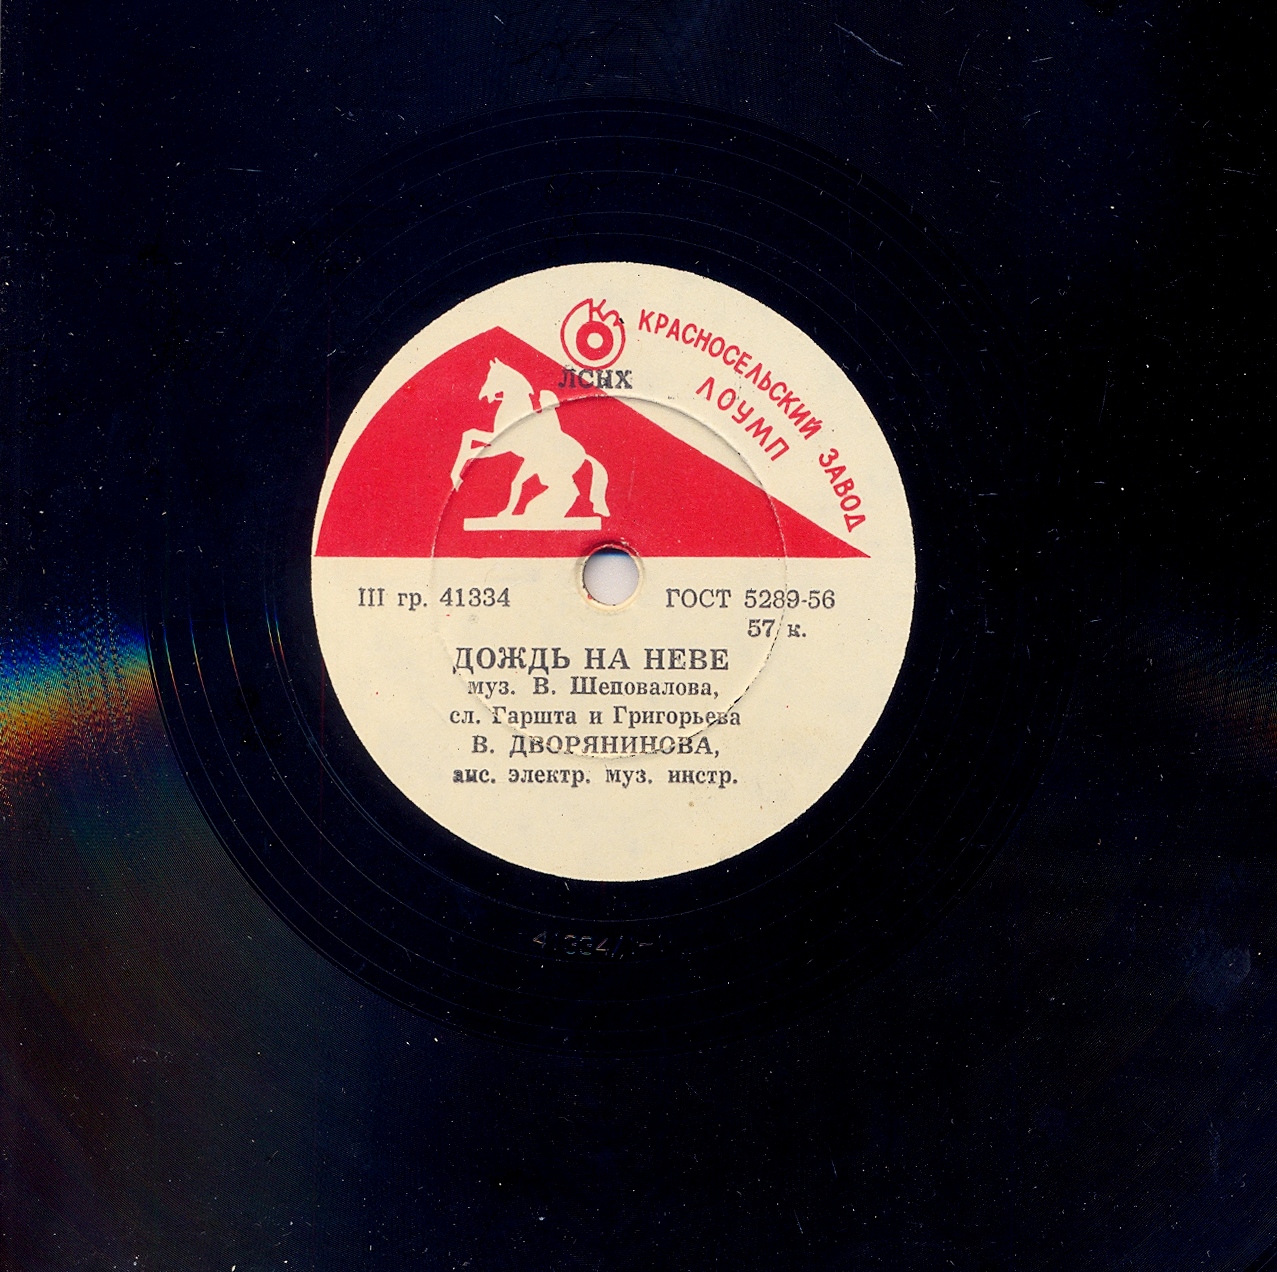 КРАСНОСЕЛЬСКИЙ ЗАВОД
ЛОУМП
ЛСНХ
III гр. 41334
ГОСТ 5289-56
57 к.
ДОЖДЬ НА НЕВЕ
муз. В. Шеповалова,
сл. Гаршта и Григорьева
В. ДВОРЯНИНОВА,
анс. электр. муз. инстр.